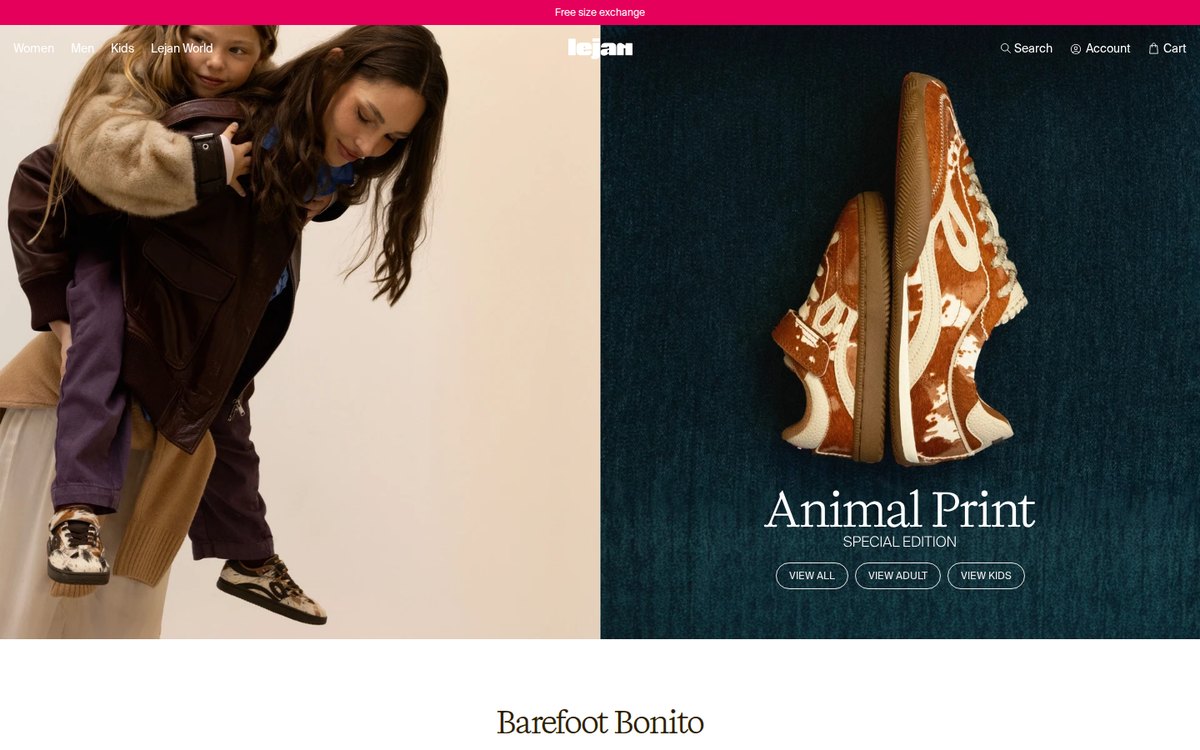 Free size exchange
Women Men Kids Lejan World
lejan
Search Account Cart
Animal Print
SPECIAL EDITION
VIEW ALL VIEW ADULT VIEW KIDS
Barefoot Bonito